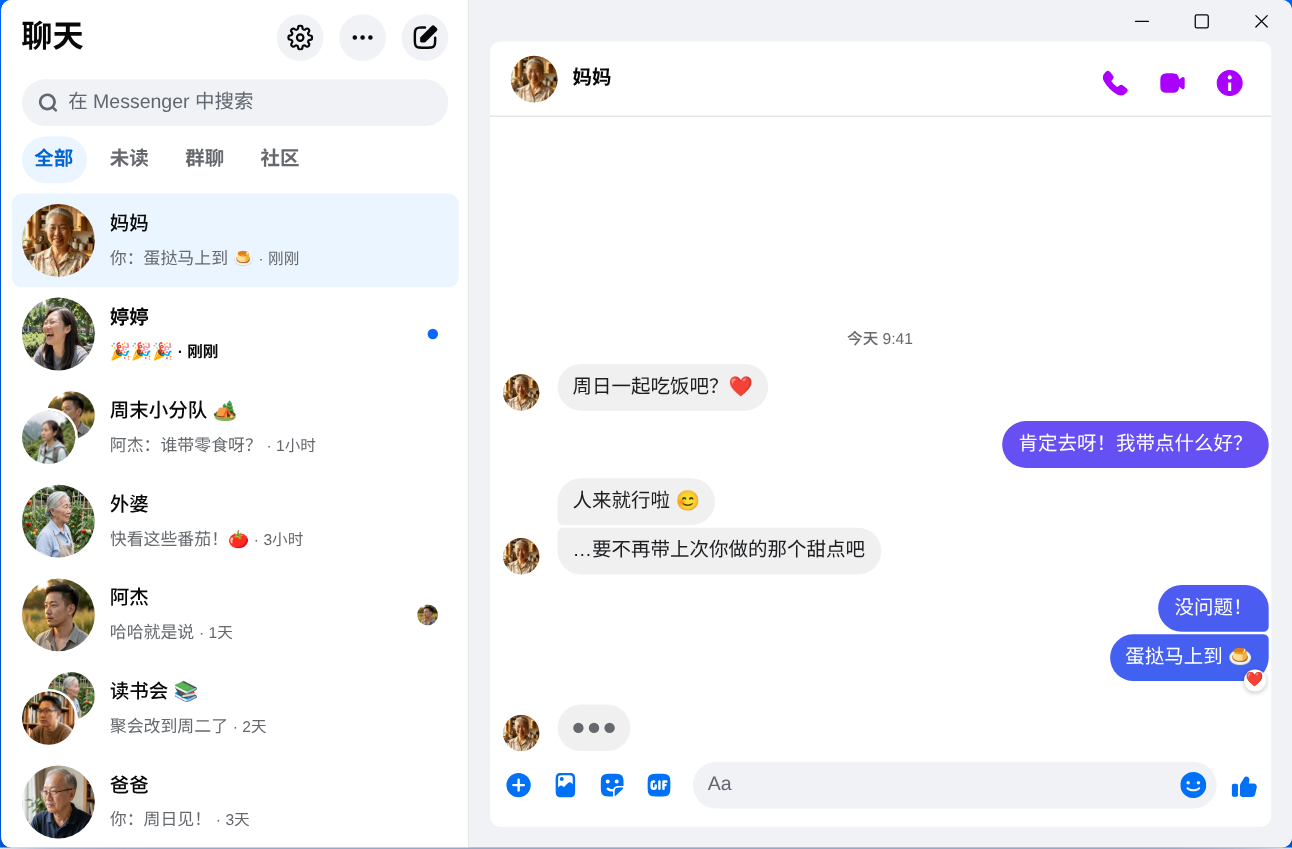 聊天
在 Messenger 中搜索
全部 未读 群聊 社区
妈妈
你：蛋挞马上到 🍮 · 刚刚
婷婷
🎉🎉🎉 · 刚刚
周末小分队 🏕️
阿杰：谁带零食呀？ · 1小时
外婆
快看这些番茄！🍅 · 3小时
阿杰
哈哈就是说 · 1天
读书会 📚
聚会改到周二了 · 2天
爸爸
你：周日见！ · 3天
妈妈
今天 9:41
周日一起吃饭吧？❤️
肯定去呀！我带点什么好？
人来就行啦 😊
…要不再带上次你做的那个甜点吧
没问题！
蛋挞马上到 🍮
❤️
GIF
Aa